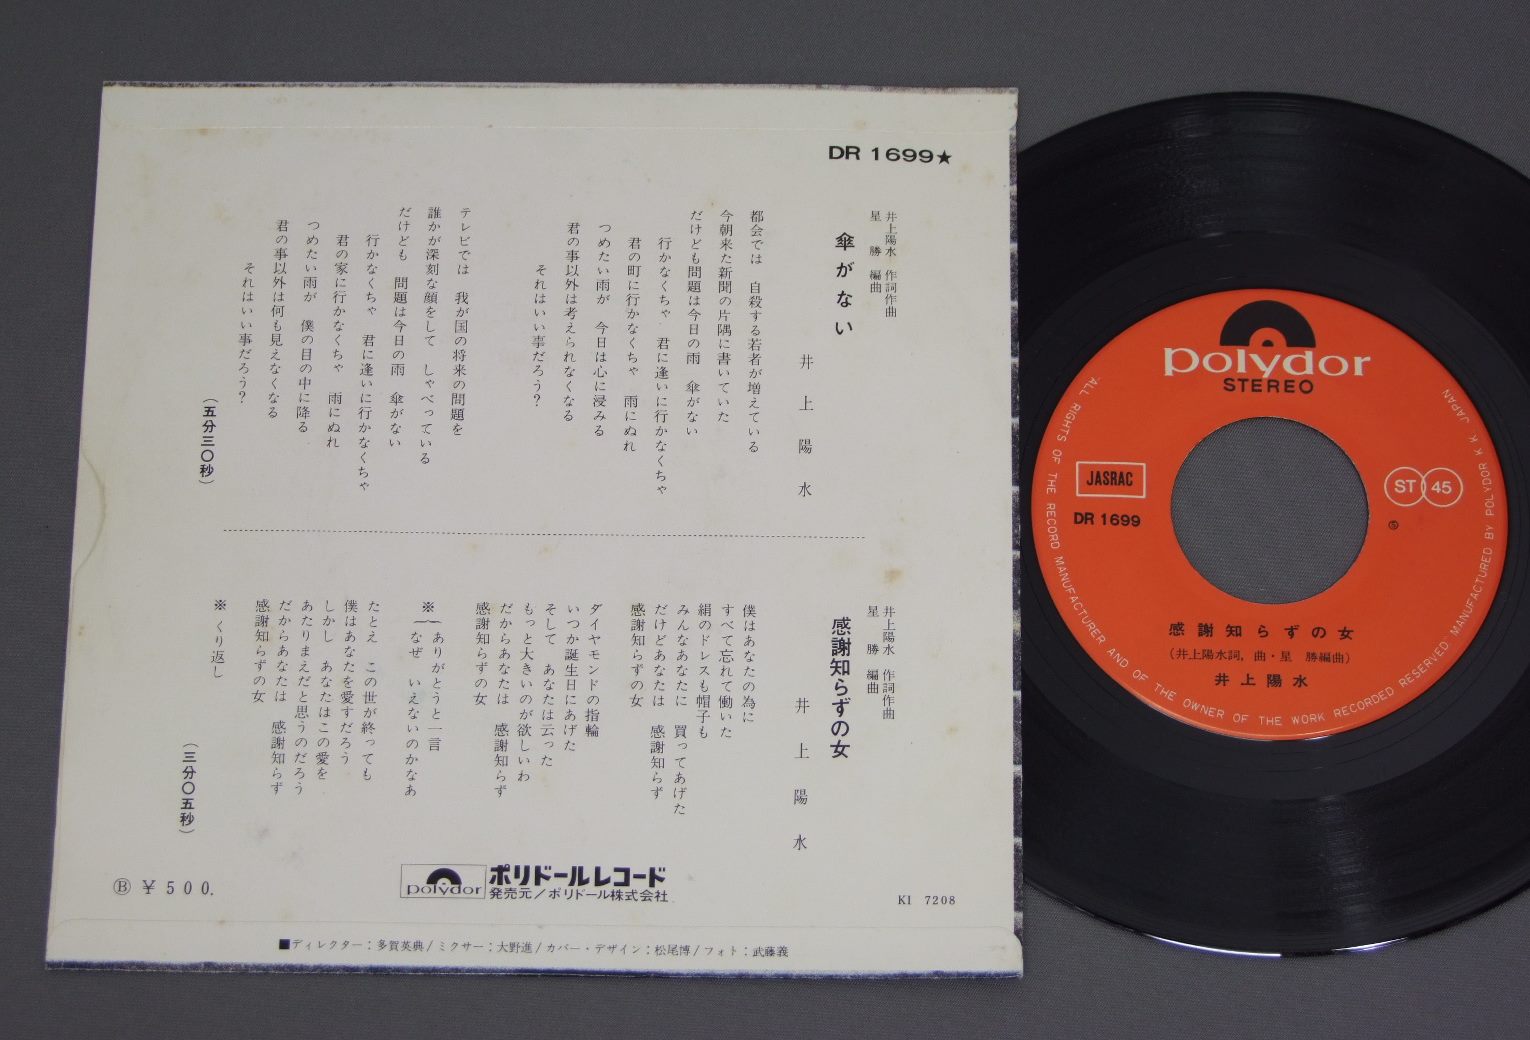 DR 1699★
井上陽水 作詞作曲
星 勝 編曲
傘がない
井上陽水
都会では 自殺する若者が増えている
今朝来た新聞の片隅に書いていた
だけども問題は今日の雨 傘がない
行かなくちゃ 君に逢いに行かなくちゃ
君の町に行かなくちゃ 雨にぬれ
つめたい雨が 今日は心に浸みる
君の事以外は考えられなくなる
それはいい事だろう?
テレビでは 我が国の将来の問題を
誰かが深刻な顔をして しゃべっている
だけども 問題は今日の雨 傘がない
行かなくちゃ 君に逢いに行かなくちゃ
君の家に行かなくちゃ 雨にぬれ
つめたい雨が 僕の目の中に降る
君の事以外は何も見えなくなる
それはいい事だろう?
(五分三〇秒)
井上陽水 作詞作曲
星 勝 編曲
感謝知らずの女
井上陽水
僕はあなたの為に
すべて忘れて働いた
絹のドレスも帽子も
みんなあなたに 買ってあげた
だけどあなたは 感謝知らず
感謝知らずの女
ダイヤモンドの指輪
いつか誕生日にあげた
そして あなたは云った
もっと大きいのが欲しいわ
だからあなたは 感謝知らず
感謝知らずの女
※{ありがとうと一言
なぜ いえないのかなあ
たとえ この世が終っても
僕はあなたを愛すだろう
しかし あなたはこの愛を
あたりまえだと思うのだろう
だからあなたは 感謝知らず
感謝知らずの女
※くり返し
(三分〇五秒)
Ⓑ ¥500.
polydor
ポリドールレコード
発売元/ポリドール株式会社
KI 7208
■ディレクター:多賀英典/ミクサー:大野進/カバー・デザイン:松尾博/フォト:武藤義
polydor
STEREO
JASRAC
DR 1699
ST 45
Ⓢ
感謝知らずの女
(井上陽水詞, 曲・星 勝編曲)
井上陽水
"ALL RIGHTS OF THE RECORD MANUFACTURER AND OF THE OWNER OF THE WORK RECORDED RESERVED" MANUFACTURED BY POLYDOR K.K. JAPAN